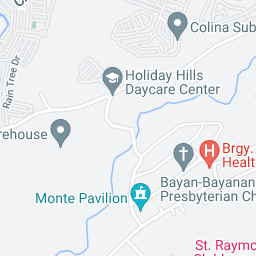 Colina Sub
Rain Tree Dr
Holiday Hills
Daycare Center
rehouse
Brgy.
Healt
Bayan-Bayanan
Presbyterian Ch
Monte Pavilion
St. Raymo